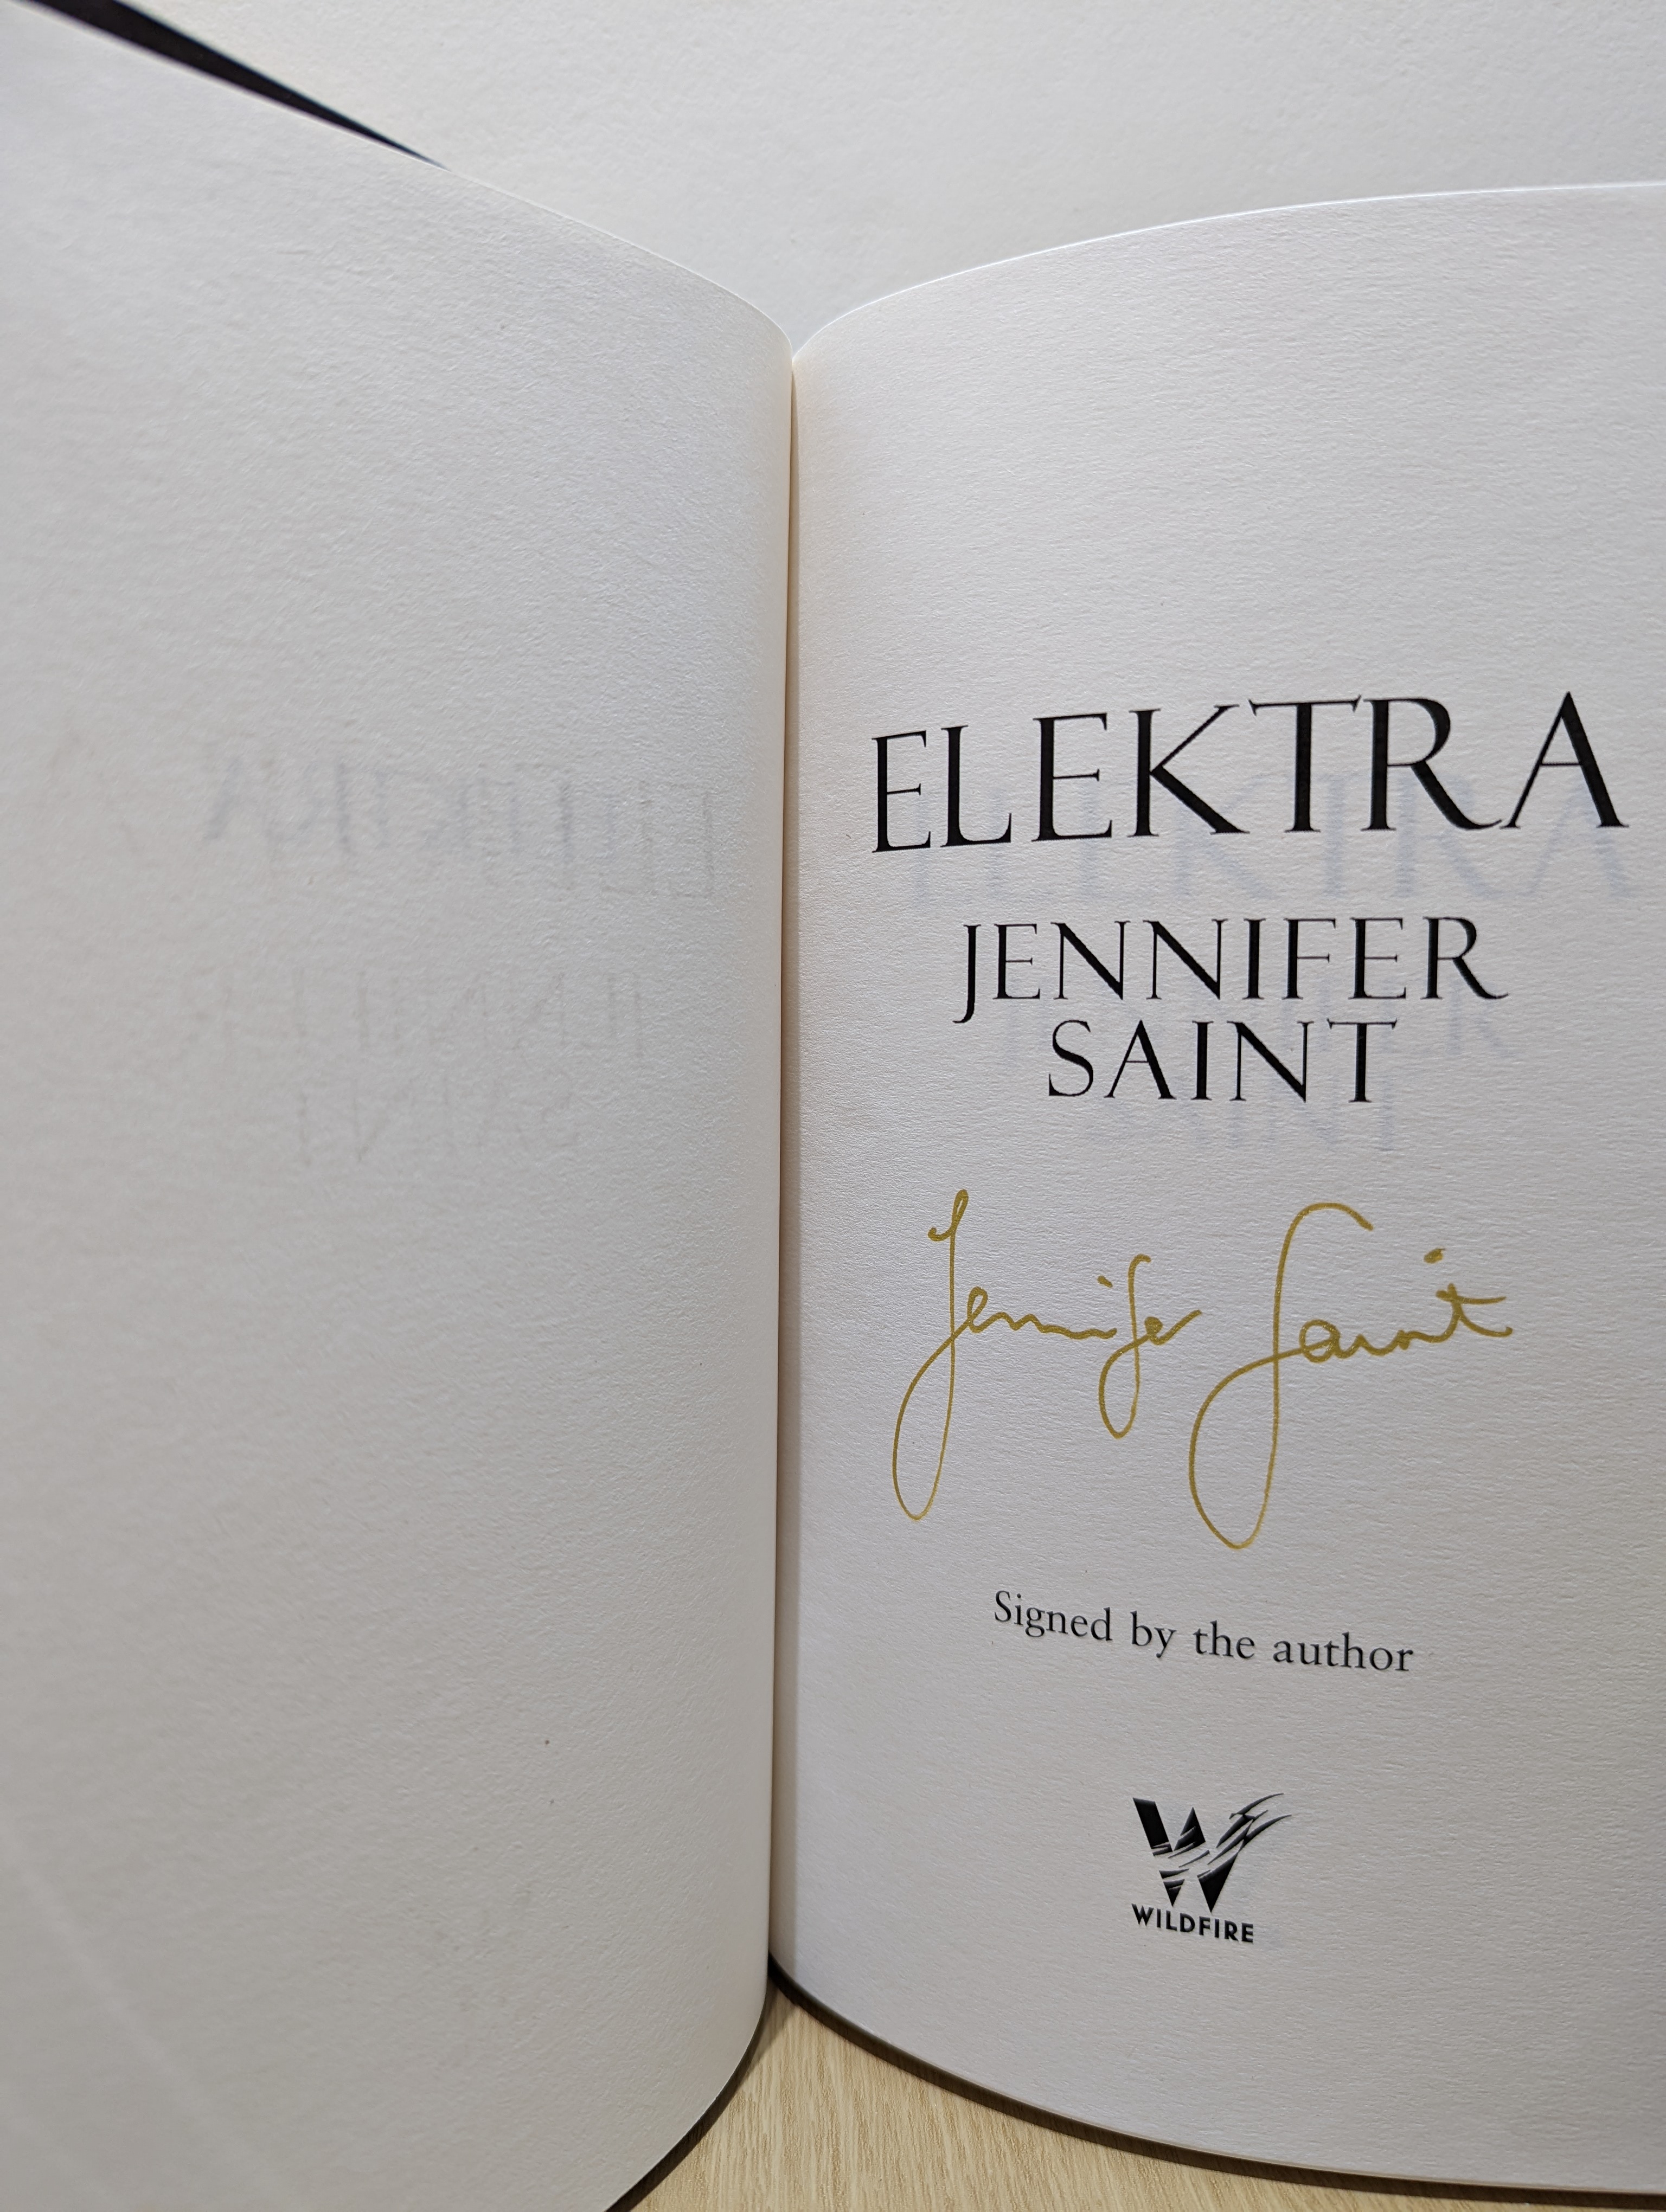 ELEKTRA
JENNIFER
SAINT
Jennifer Saint
Signed by the author
W
WILDFIRE